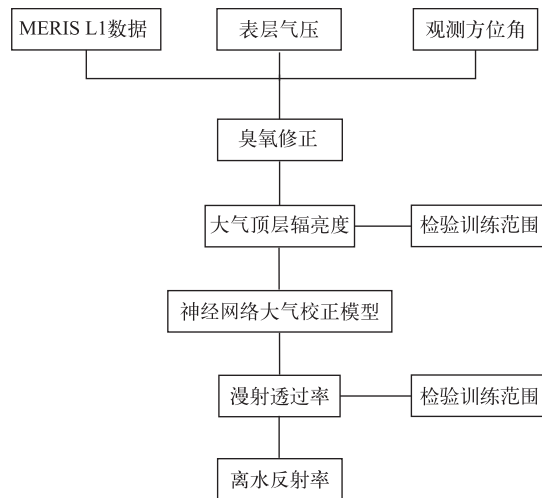 MERIS L1数据
表层气压
观测方位角
臭氧修正
大气顶层辐亮度
检验训练范围
神经网络大气校正模型
漫射透过率
检验训练范围
离水反射率